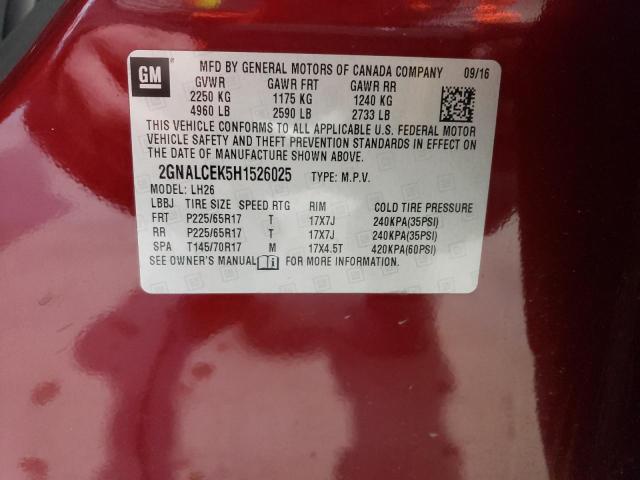 GM
MFD BY GENERAL MOTORS OF CANADA COMPANY 09/16
GVWR GAWR FRT GAWR RR
2250 KG 1175 KG 1240 KG
4960 LB 2590 LB 2733 LB
THIS VEHICLE CONFORMS TO ALL APPLICABLE U.S. FEDERAL MOTOR
VEHICLE SAFETY AND THEFT PREVENTION STANDARDS IN EFFECT ON
THE DATE OF MANUFACTURE SHOWN ABOVE.
2GNALCEK5H1526025 TYPE: M.P.V.
MODEL: LH26
LBBJ TIRE SIZE SPEED RTG RIM COLD TIRE PRESSURE
FRT P225/65R17 T 17X7J 240KPA(35PSI)
RR P225/65R17 T 17X7J 240KPA(35PSI)
SPA T145/70R17 M 17X4.5T 420KPA(60PSI)
SEE OWNER'S MANUAL FOR MORE INFORMATION.